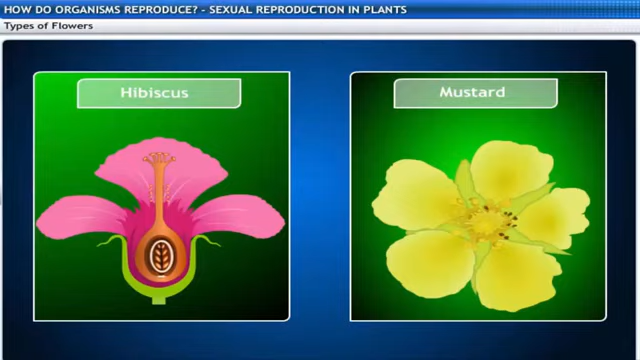 HOW DO ORGANISMS REPRODUCE? - SEXUAL REPRODUCTION IN PLANTS
Types of Flowers
Hibiscus
Mustard